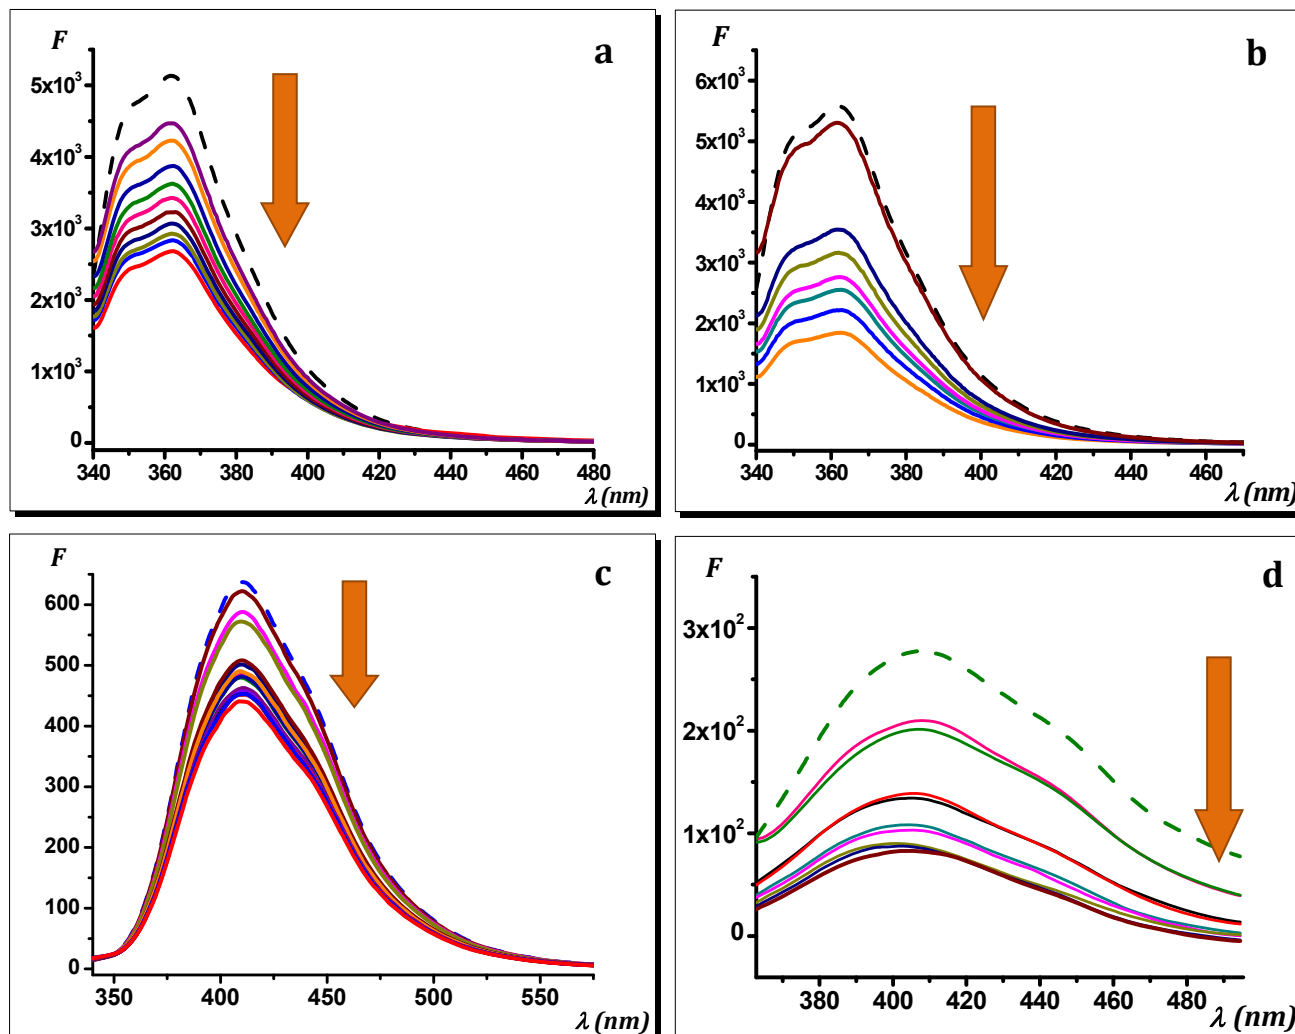 F
a
5x10³
4x10³
3x10³
2x10³
1x10³
0
340 360 380 400 420 440 460 480
λ (nm)
F
b
6x10³
5x10³
4x10³
3x10³
2x10³
1x10³
0
340 360 380 400 420 440 460
λ (nm)
F
c
600
500
400
300
200
100
0
350 400 450 500 550
λ (nm)
F
d
3x10²
2x10²
1x10²
0
380 400 420 440 460 480
λ (nm)